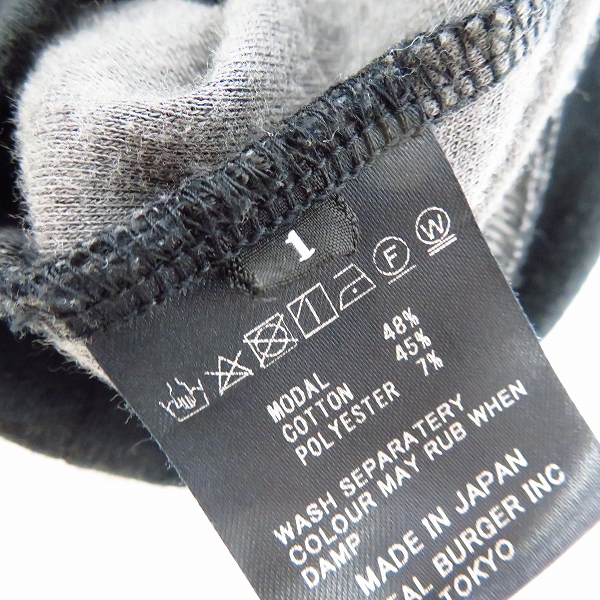 1
F W
MODAL 48%
COTTON 45%
POLYESTER 7%
WASH SEPARATERY
COLOUR MAY RUB WHEN
DAMP
MADE IN JAPAN
BURGER INC
TOKYO